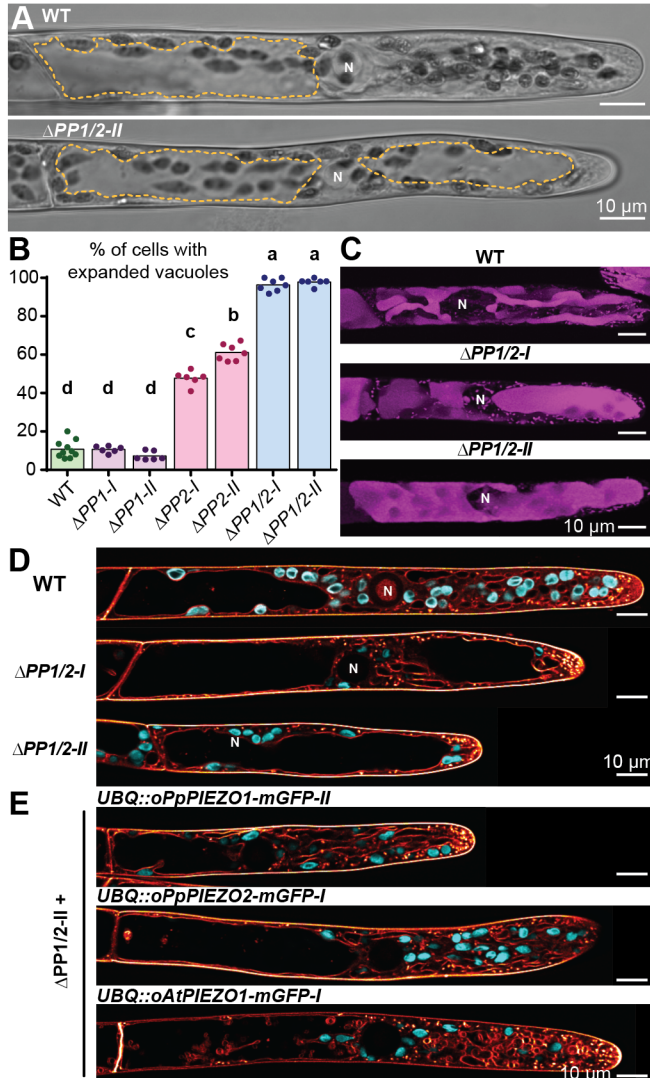 A
WT
N
ΔPP1/2-II
N
10 µm
B
% of cells with
expanded vacuoles
a
a
b
c
d
d
d
100
80
60
40
20
0
WT
ΔPP1-I
ΔPP1-II
ΔPP2-I
ΔPP2-II
ΔPP1/2-I
ΔPP1/2-II
C
WT
N
ΔPP1/2-I
N
ΔPP1/2-II
N
10 µm
D
WT
N
ΔPP1/2-I
N
ΔPP1/2-II
N
10 µm
E
ΔPP1/2-II +
UBQ::oPpPIEZO1-mGFP-II
UBQ::oPpPIEZO2-mGFP-I
UBQ::oAtPIEZO1-mGFP-I
10 µm